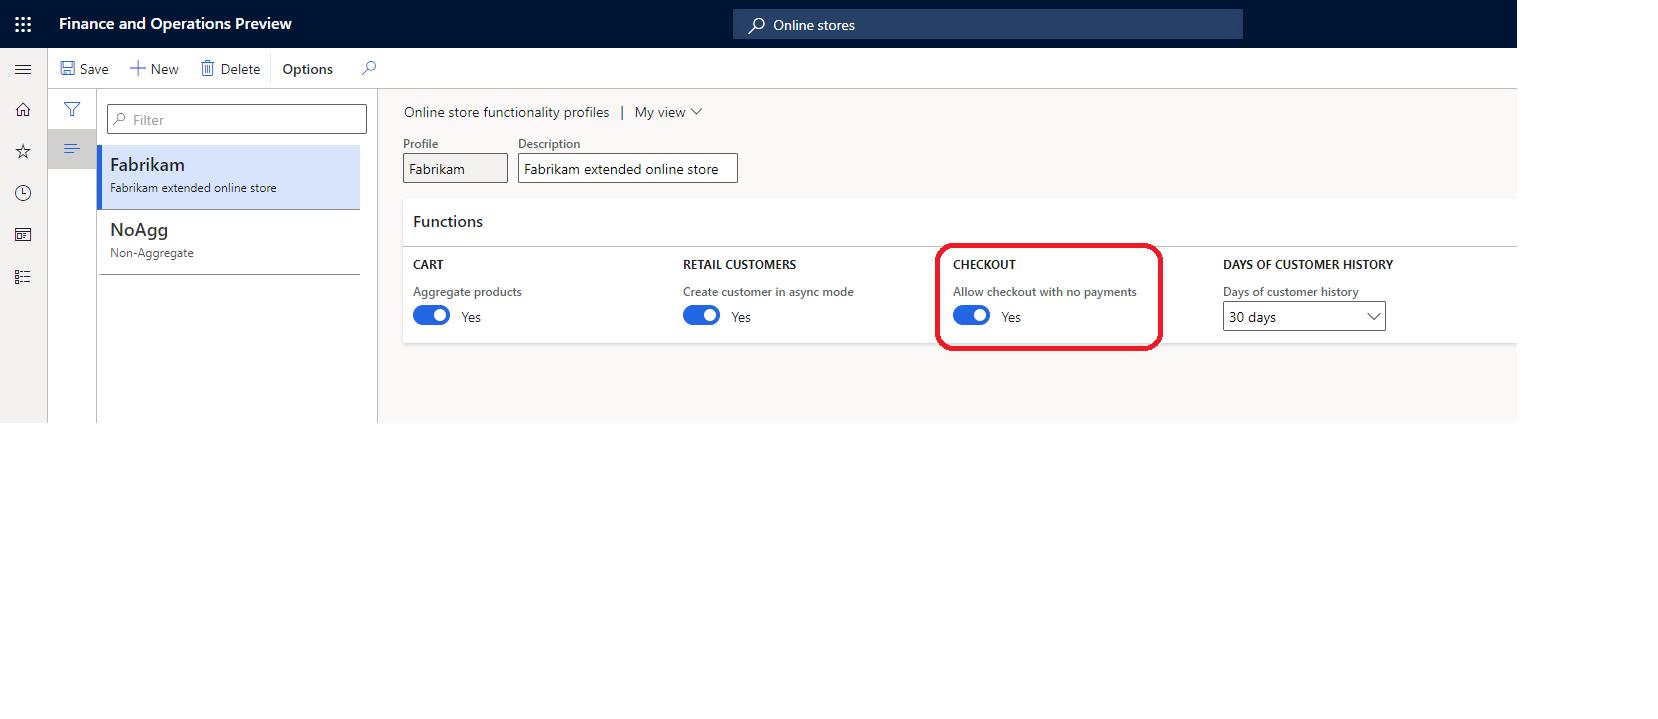 Finance and Operations Preview
Online stores
Save New Delete Options
Filter
Fabrikam
Fabrikam extended online store
NoAgg
Non-Aggregate
Online store functionality profiles | My view
Profile Description
Fabrikam Fabrikam extended online store
Functions
CART RETAIL CUSTOMERS CHECKOUT DAYS OF CUSTOMER HISTORY
Aggregate products Create customer in async mode Allow checkout with no payments Days of customer history
Yes Yes Yes 30 days